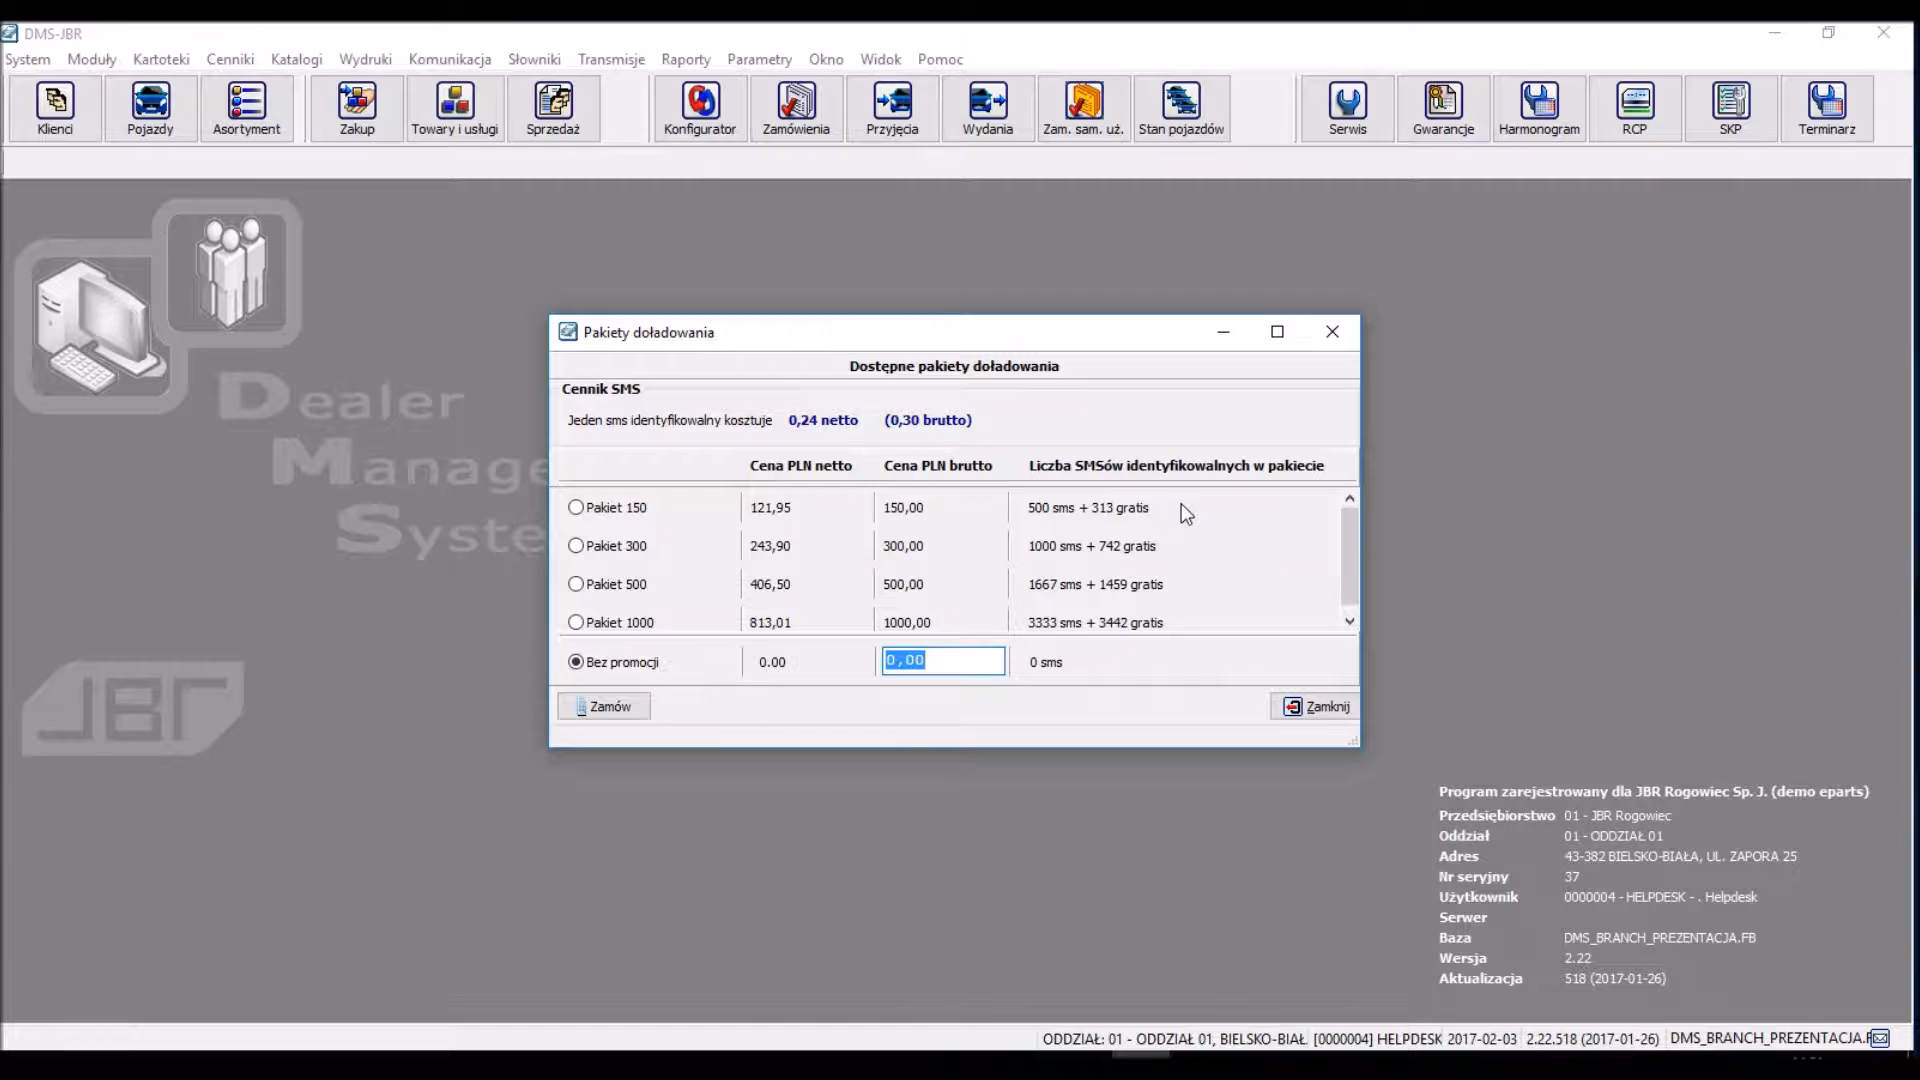 DMS-JBR
System Moduły Kartoteki Cenniki Katalogi Wydruki Komunikacja Słowniki Transmisje Raporty Parametry Okno Widok Pomoc
Klienci Pojazdy Asortyment Zakup Towary i usługi Sprzedaż Konfigurator Zamówienia Przyjęcia Wydania Zam. sam. uż. Stan pojazdów Serwis Gwarancje Harmonogram RCP SKP Terminarz
Dealer
Manage
Syste
JBR
Pakiety doładowania
Dostępne pakiety doładowania
Cennik SMS
Jeden sms identyfikowalny kosztuje 0,24 netto (0,30 brutto)
Cena PLN netto Cena PLN brutto Liczba SMSów identyfikowalnych w pakiecie
Pakiet 150 121,95 150,00 500 sms + 313 gratis
Pakiet 300 243,90 300,00 1000 sms + 742 gratis
Pakiet 500 406,50 500,00 1667 sms + 1459 gratis
Pakiet 1000 813,01 1000,00 3333 sms + 3442 gratis
Bez promocji 0.00 0,00 0 sms
Zamów Zamknij
Program zarejestrowany dla JBR Rogowiec Sp. J. (demo eparts)
Przedsiębiorstwo 01 - JBR Rogowiec
Oddział 01 - ODDZIAŁ 01
Adres 43-382 BIELSKO-BIAŁA, UL. ZAPORA 25
Nr seryjny 37
Użytkownik 0000004 - HELPDESK - . Helpdesk
Serwer
Baza DMS_BRANCH_PREZENTACJA.FB
Wersja 2.22
Aktualizacja 518 (2017-01-26)
ODDZIAŁ: 01 - ODDZIAŁ 01, BIELSKO-BIAŁ [0000004] HELPDESK 2017-02-03 2.22.518 (2017-01-26) DMS_BRANCH_PREZENTACJA.F